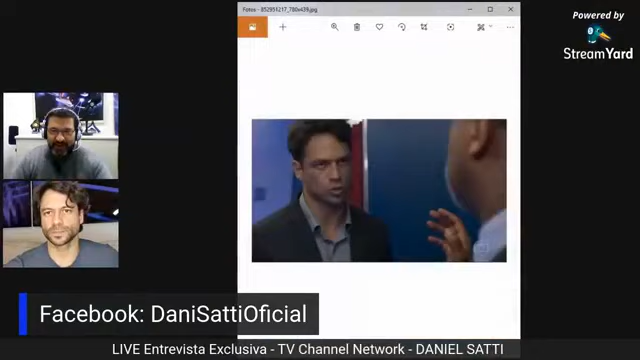 Fotos - 852951217_780x439.jpg
Powered by
StreamYard
Facebook: DaniSattiOficial
LIVE Entrevista Exclusiva - TV Channel Network - DANIEL SATTI